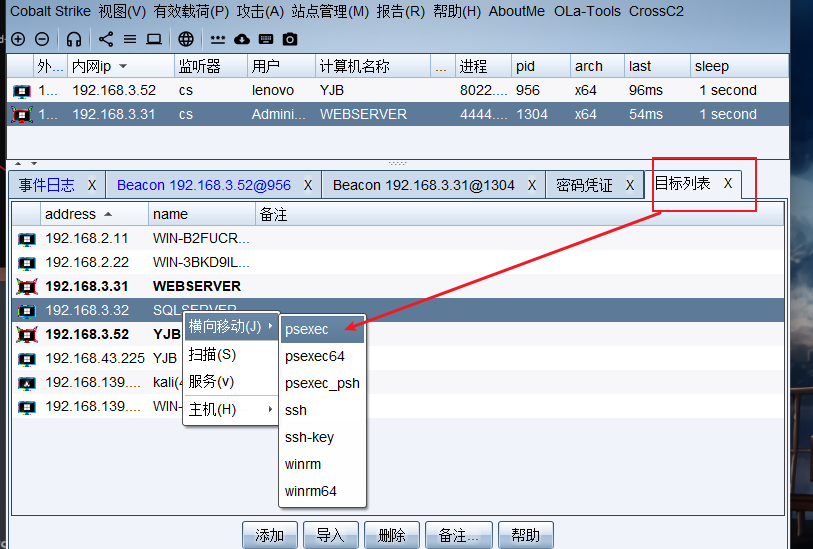 Cobalt Strike 视图(V) 有效载荷(P) 攻击(A) 站点管理(M) 报告(R) 帮助(H) AboutMe OLa-Tools CrossC2
外... 内网ip 监听器 用户 计算机名称 ... 进程 pid arch last sleep
1... 192.168.3.52 cs lenovo YJB 8022.... 956 x64 96ms 1 second
1... 192.168.3.31 cs Admini... WEBSERVER 4444.... 1304 x64 54ms 1 second
事件日志 X Beacon 192.168.3.52@956 X Beacon 192.168.3.31@1304 X 密码凭证 X 目标列表 X
address name 备注
192.168.2.11 WIN-B2FUCR...
192.168.2.22 WIN-3BKD9IL...
192.168.3.31 WEBSERVER
192.168.3.32 SQLSERVER
192.168.3.52 YJB
192.168.43.225 YJB
192.168.139.... kali(
192.168.139.... WIN-
横向移动(J)
扫描(S)
服务(v)
主机(H)
psexec
psexec64
psexec_psh
ssh
ssh-key
winrm
winrm64
添加 导入 删除 备注... 帮助